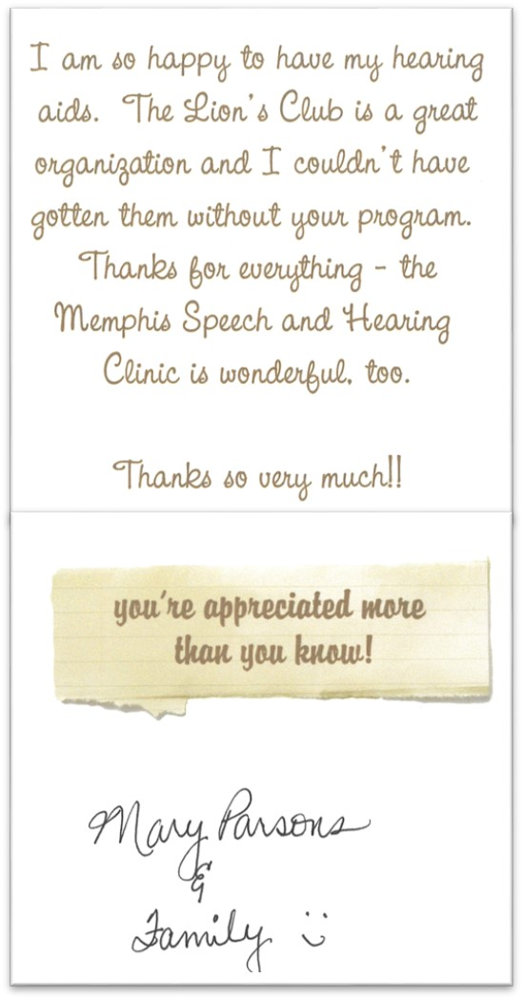 I am so happy to have my hearing
aids. The Lion's Club is a great
organization and I couldn't have
gotten them without your program.
Thanks for everything - the
Memphis Speech and Hearing
Clinic is wonderful, too.
Thanks so very much!!
you're appreciated more
than you know!
Mary Parsons
&
Family :)